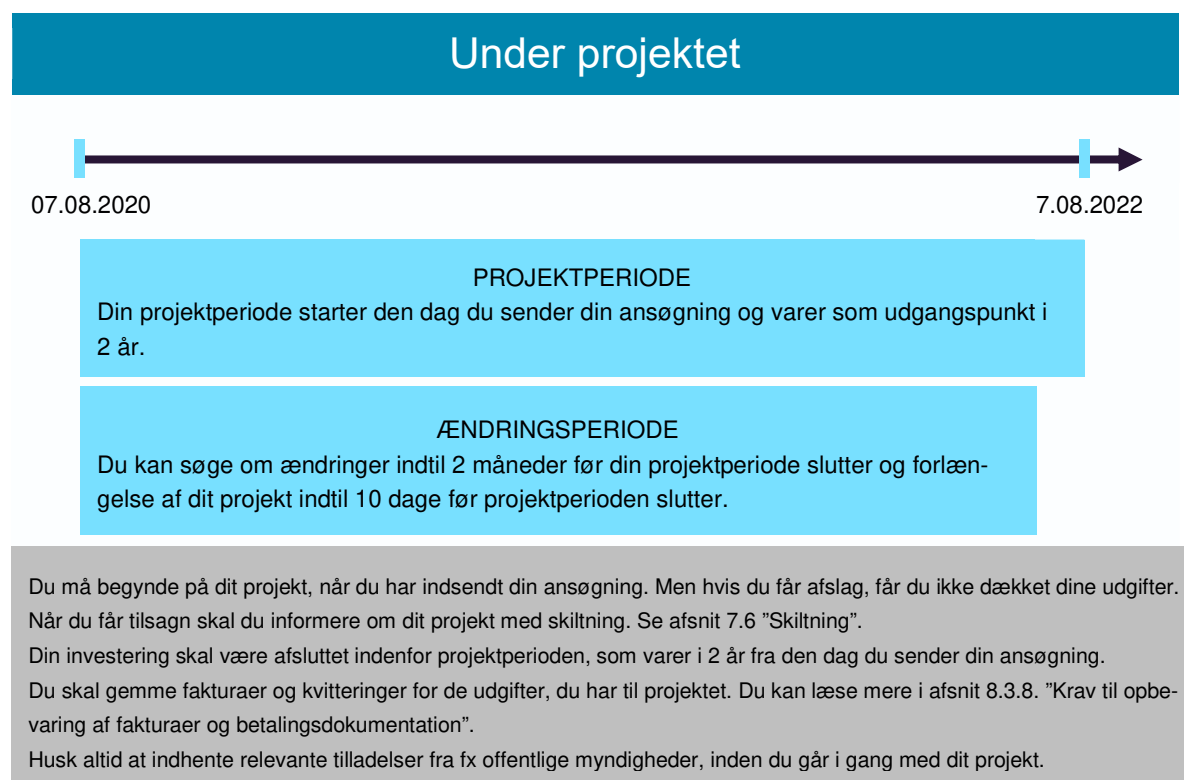 Under projektet
07.08.2020
7.08.2022
PROJEKTPERIODE
Din projektperiode starter den dag du sender din ansøgning og varer som udgangspunkt i
2 år.
ÆNDRINGSPERIODE
Du kan søge om ændringer indtil 2 måneder før din projektperiode slutter og forlæn-
gelse af dit projekt indtil 10 dage før projektperioden slutter.
Du må begynde på dit projekt, når du har indsendt din ansøgning. Men hvis du får afslag, får du ikke dækket dine udgifter.
Når du får tilsagn skal du informere om dit projekt med skiltning. Se afsnit 7.6 ”Skiltning”.
Din investering skal være afsluttet indenfor projektperioden, som varer i 2 år fra den dag du sender din ansøgning.
Du skal gemme fakturaer og kvitteringer for de udgifter, du har til projektet. Du kan læse mere i afsnit 8.3.8. ”Krav til opbe-
varing af fakturaer og betalingsdokumentation”.
Husk altid at indhente relevante tilladelser fra fx offentlige myndigheder, inden du går i gang med dit projekt.